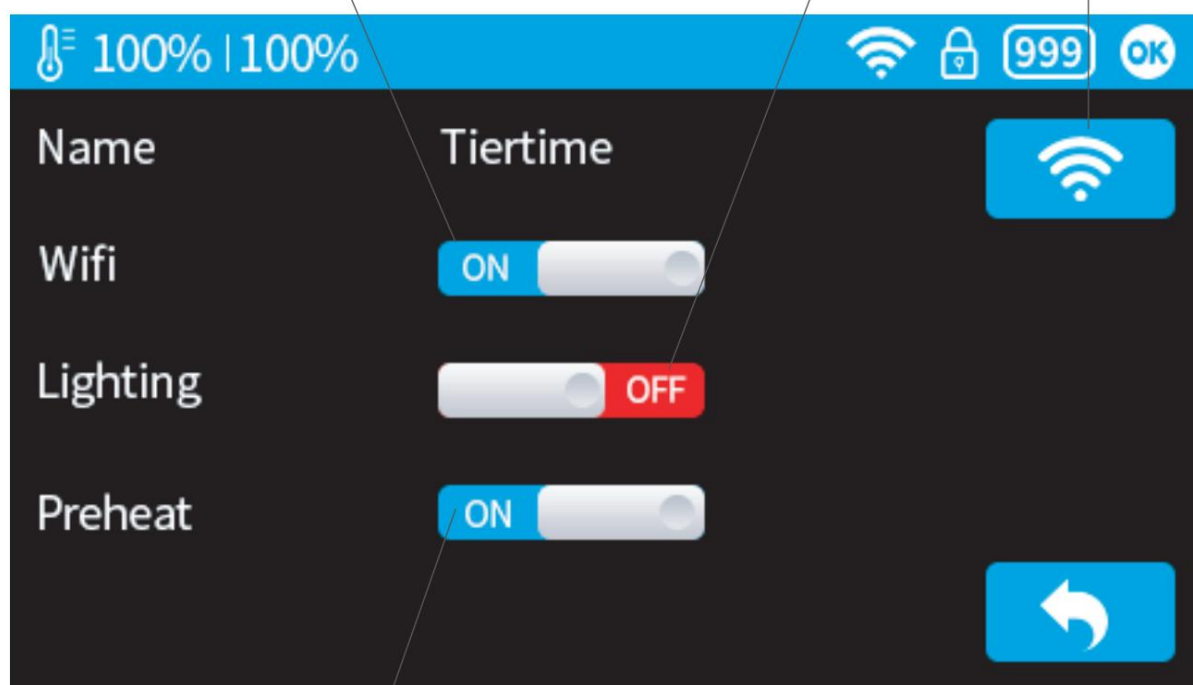 100% | 100% 999 OK
Name Tiertime
Wifi ON
Lighting OFF
Preheat ON